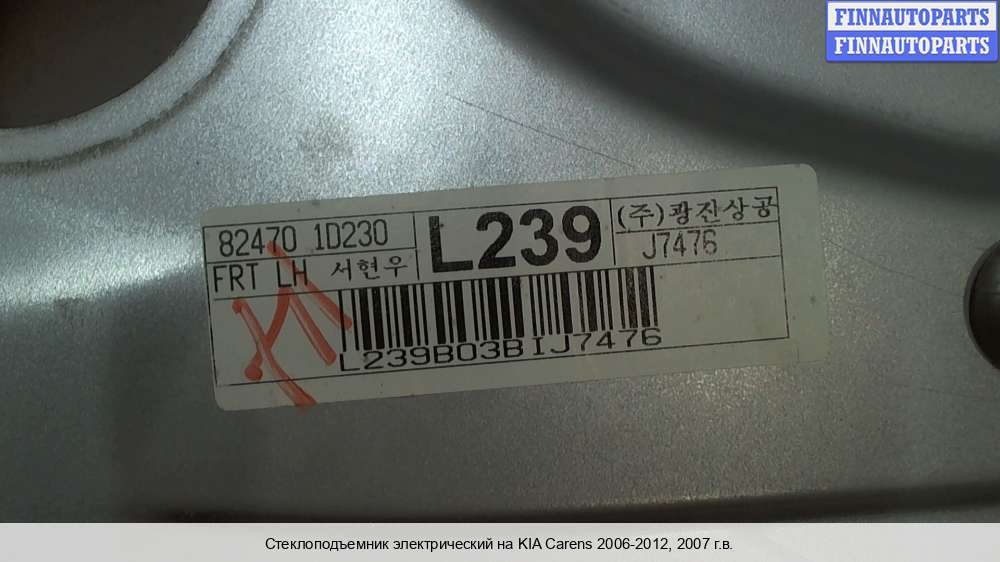 FINNAUTOPARTS
FINNAUTOPARTS
82470 1D230
L239
(주)광진상공
FRT LH 서현우
J7476
L239B03BIJ7476
Стеклоподъемник электрический на KIA Carens 2006-2012, 2007 г.в.